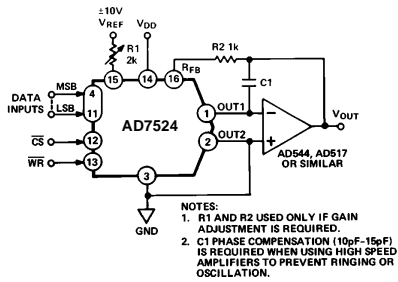 ±10V
VREF
VDD
R1
2k
R2 1k
RFB
15
14
16
C1
MSB
DATA
INPUTS
LSB
4
11
OUT1
1
AD7524
OUT2
2
VOUT
−
+
AD544, AD517
OR SIMILAR
CS
12
WR
13
3
GND
NOTES:
1. R1 AND R2 USED ONLY IF GAIN
ADJUSTMENT IS REQUIRED.
2. C1 PHASE COMPENSATION (10pF–15pF)
IS REQUIRED WHEN USING HIGH SPEED
AMPLIFIERS TO PREVENT RINGING OR
OSCILLATION.